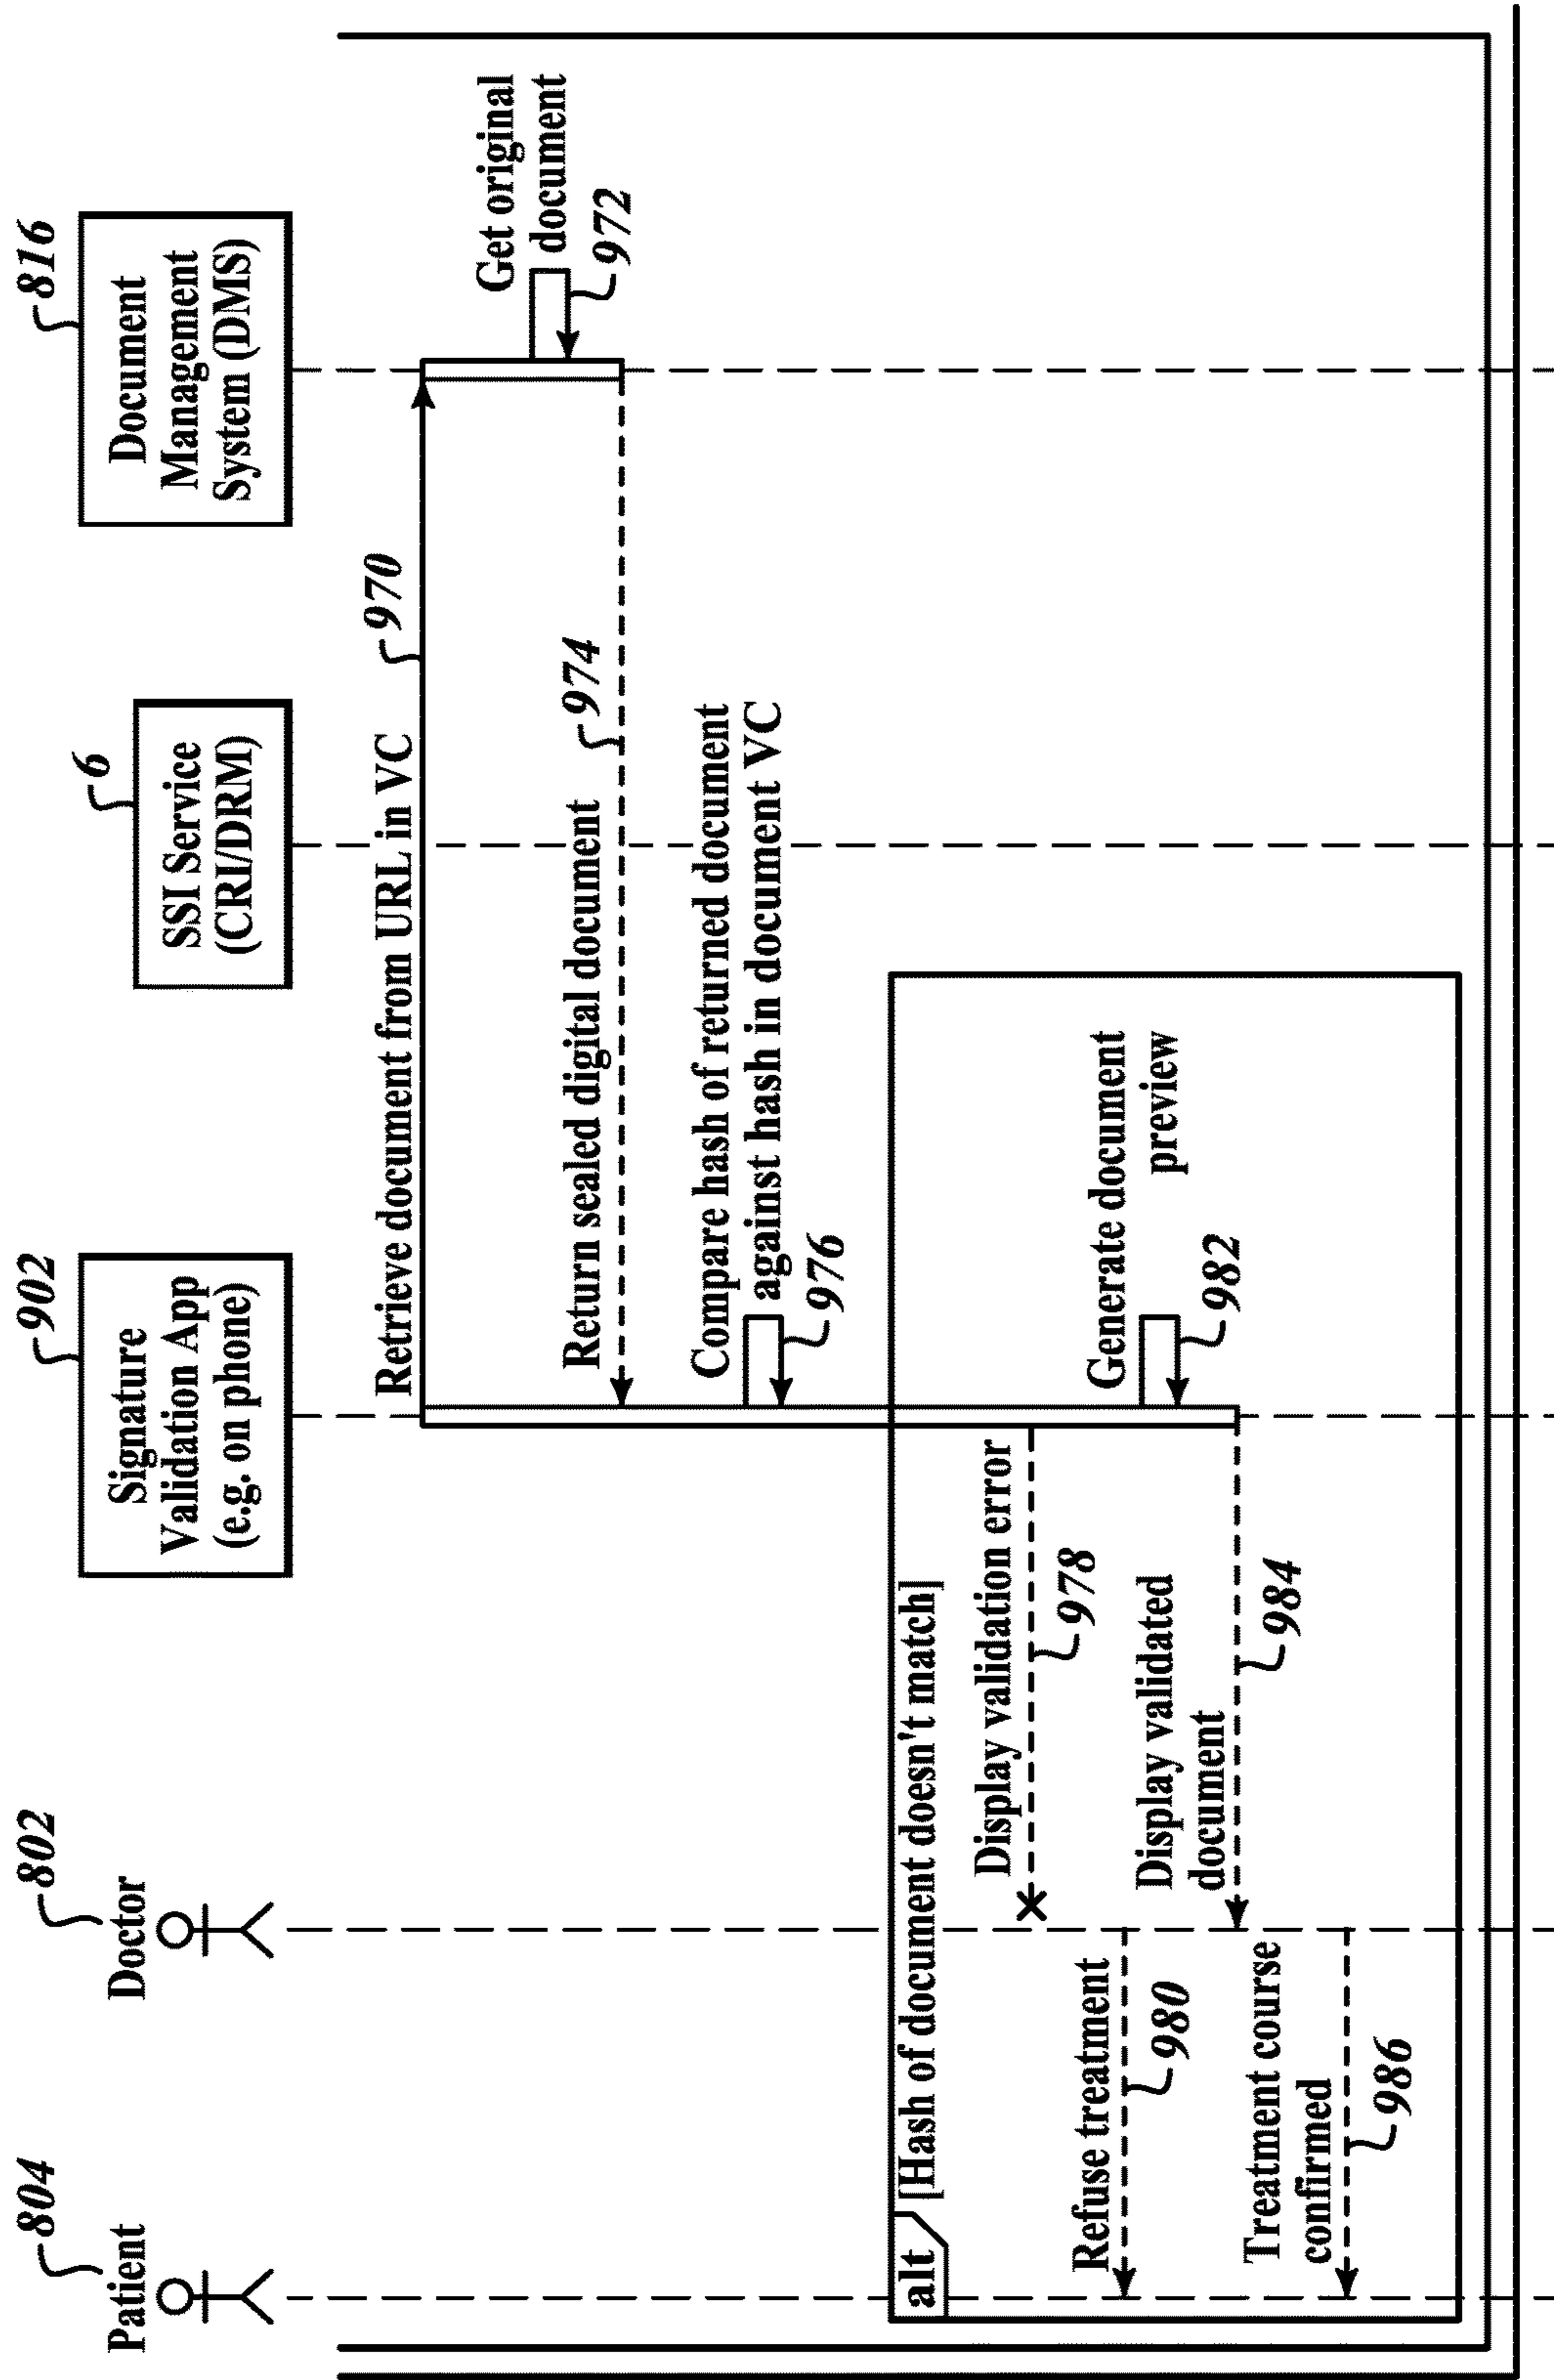 804
Patient
802
Doctor
902
Signature
Validation App
(e.g. on phone)
6
SSI Service
(CRI/DRM)
816
Document
Management
System (DMS)
Retrieve document from URL in VC
970
Get original
document
972
Return sealed digital document
974
Compare hash of returned document
against hash in document VC
976
alt
[Hash of document doesn't match]
Display validation error
978
Refuse treatment
980
Generate document
preview
982
Display validated
document
984
Treatment course
confirmed
986